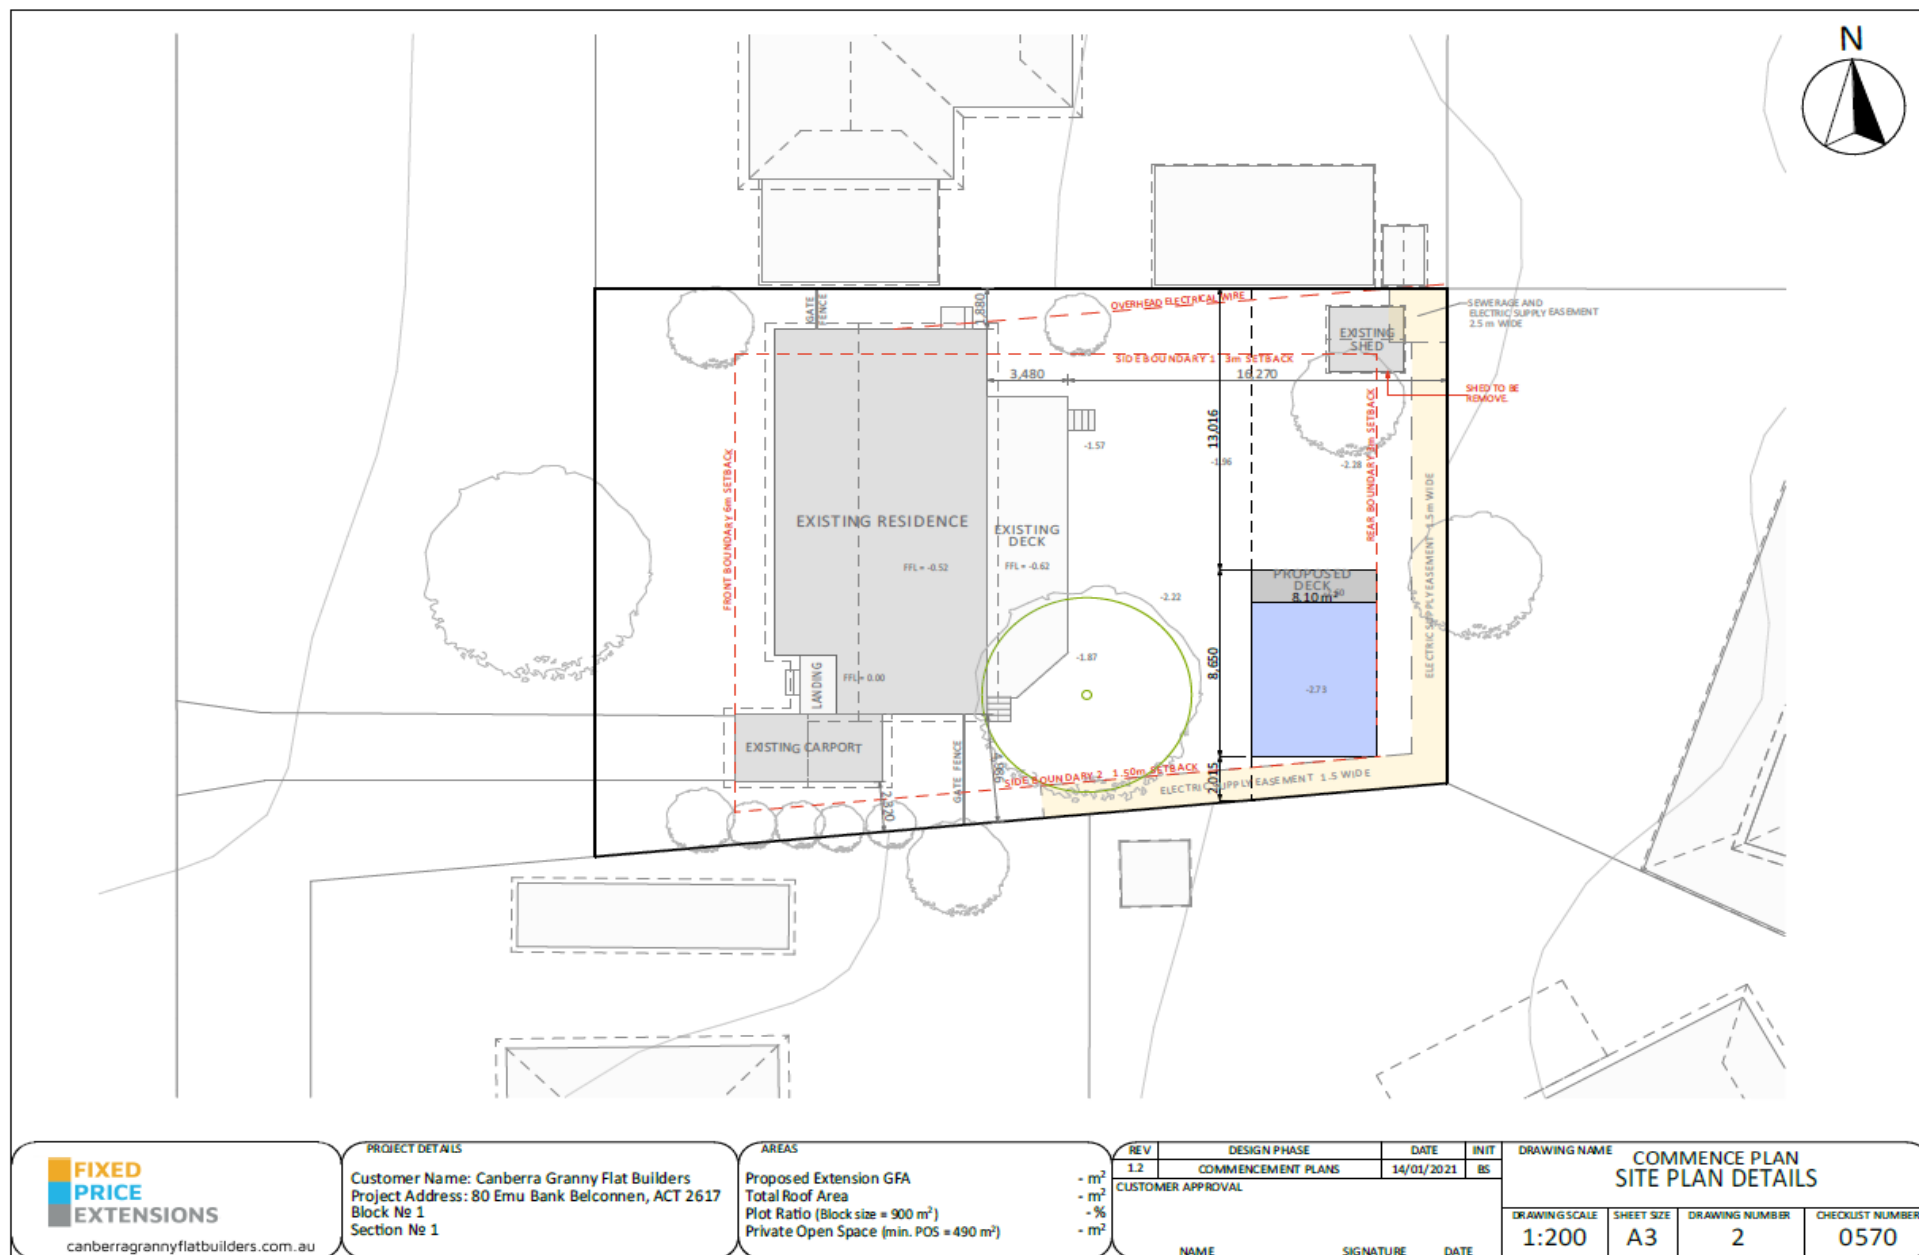 N
GATE
FENCE
1,880
OVERHEAD ELECTRICAL WIRE
SEWERAGE AND
ELECTRIC SUPPLY EASEMENT
2.5 m WIDE
EXISTING
SHED
SIDE BOUNDARY 1 3m SETBACK
3,480
16,270
SHED TO BE
REMOVE.
13,016
-1.57
-1.96
-2.28
REAR BOUNDARY SETBACK
FRONT BOUNDARY 6m SETBACK
EXISTING RESIDENCE
EXISTING
DECK
FFL = -0.52
FFL = -0.62
ELECTRIC SUPPLY EASEMENT 1.5m WIDE
PROPOSED
DECK
8.10 m²
-2.22
-1.87
8,650
-2.73
LANDING
FFL = 0.00
EXISTING CARPORT
GATE FENCE
4,986
SIDE BOUNDARY 2 1.50m SETBACK
ELECTRIC SUPPLY EASEMENT 1.5 WIDE
2,015
2,320
FIXED
PRICE
EXTENSIONS
canberragrannyflatbuilders.com.au
PROJECT DETAILS
Customer Name: Canberra Granny Flat Builders
Project Address: 80 Emu Bank Belconnen, ACT 2617
Block № 1
Section № 1
AREAS
Proposed Extension GFA - m²
Total Roof Area - m²
Plot Ratio (Block size = 900 m²) - %
Private Open Space (min. POS = 490 m²) - m²
REV DESIGN PHASE DATE INIT
1.2 COMMENCEMENT PLANS 14/01/2021 BS
CUSTOMER APPROVAL
NAME SIGNATURE DATE
DRAWING NAME
COMMENCE PLAN
SITE PLAN DETAILS
DRAWING SCALE SHEET SIZE DRAWING NUMBER CHECKLIST NUMBER
1:200 A3 2 0570